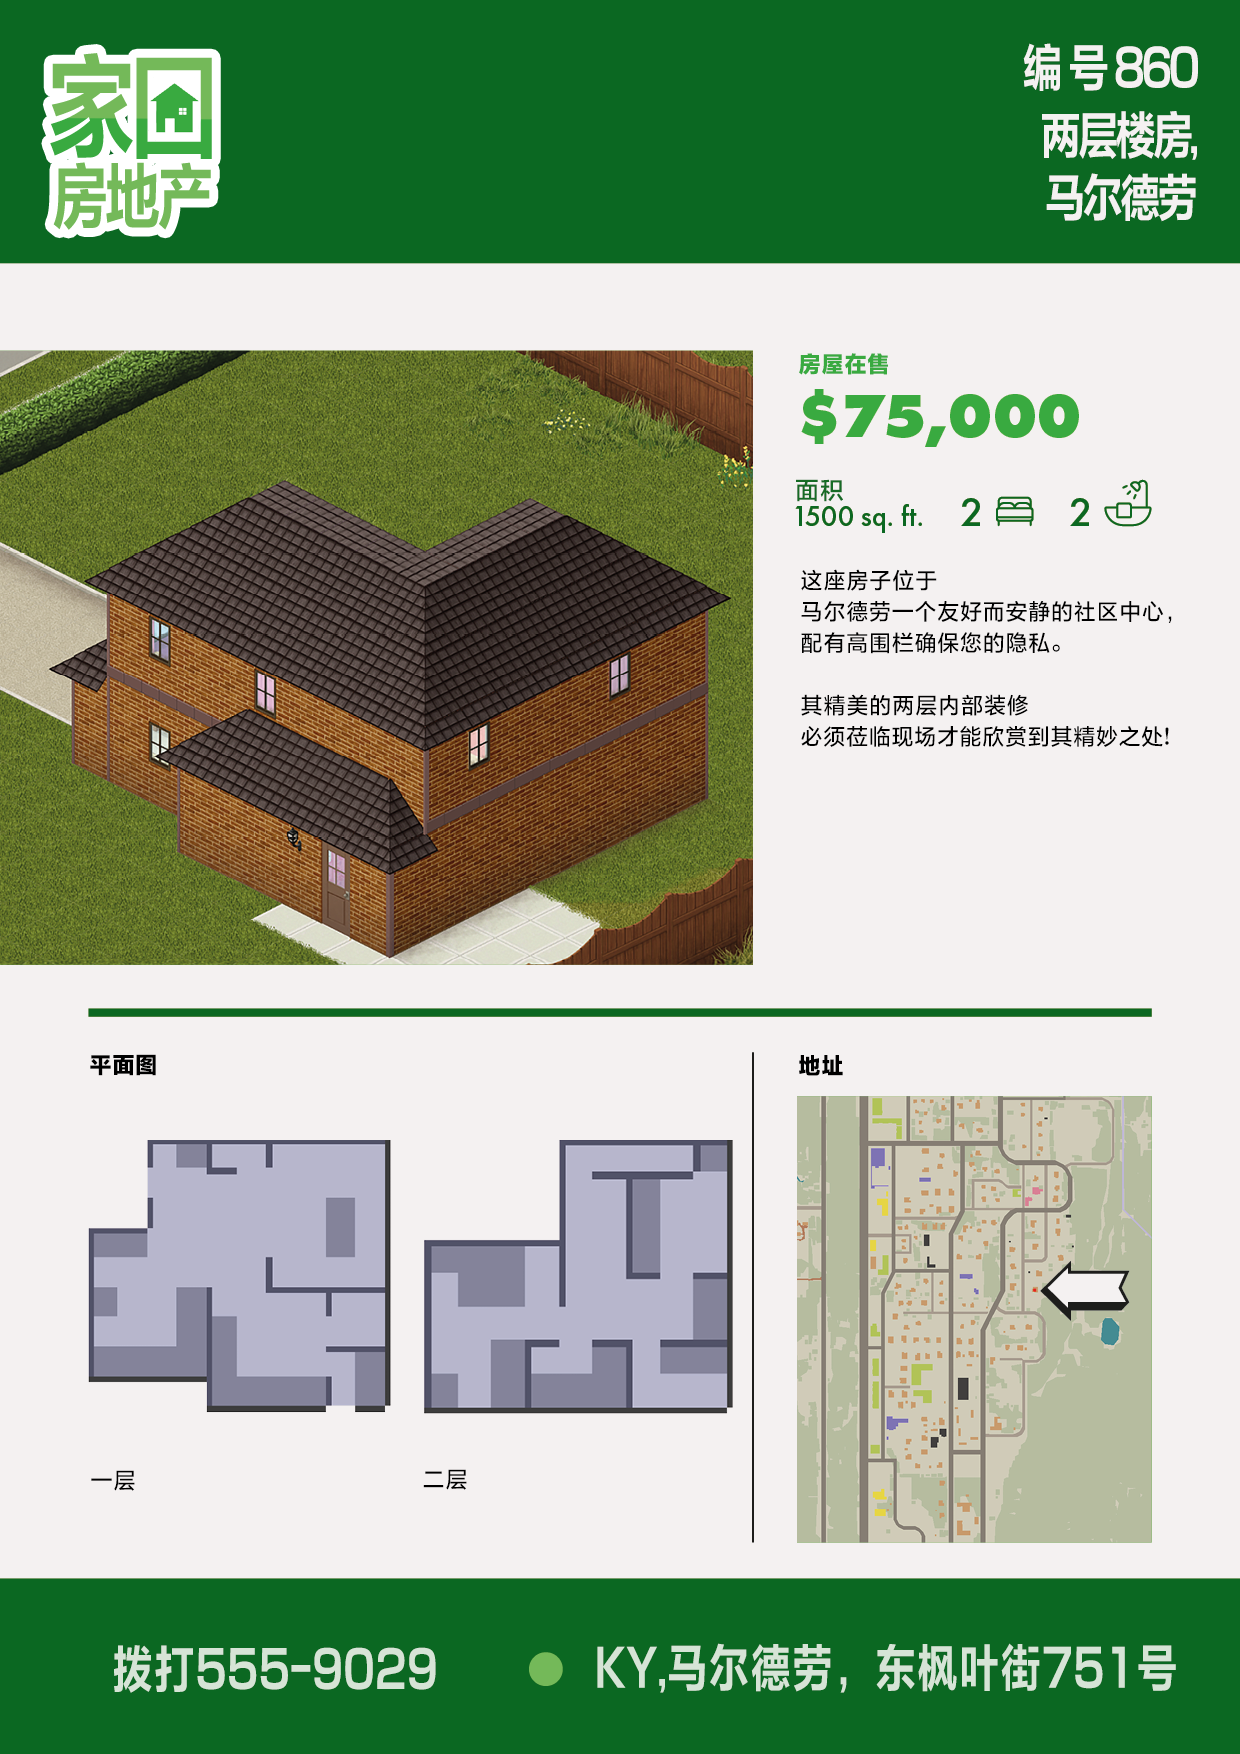 家园
房地产
编号860
两层楼房,
马尔德劳
房屋在售
$75,000
面积
1500 sq. ft.
2
2
这座房子位于
马尔德劳一个友好而安静的社区中心，
配有高围栏确保您的隐私。
其精美的两层内部装修
必须莅临现场才能欣赏到其精妙之处!
平面图
地址
一层
二层
拨打555-9029
KY,马尔德劳，东枫叶街751号